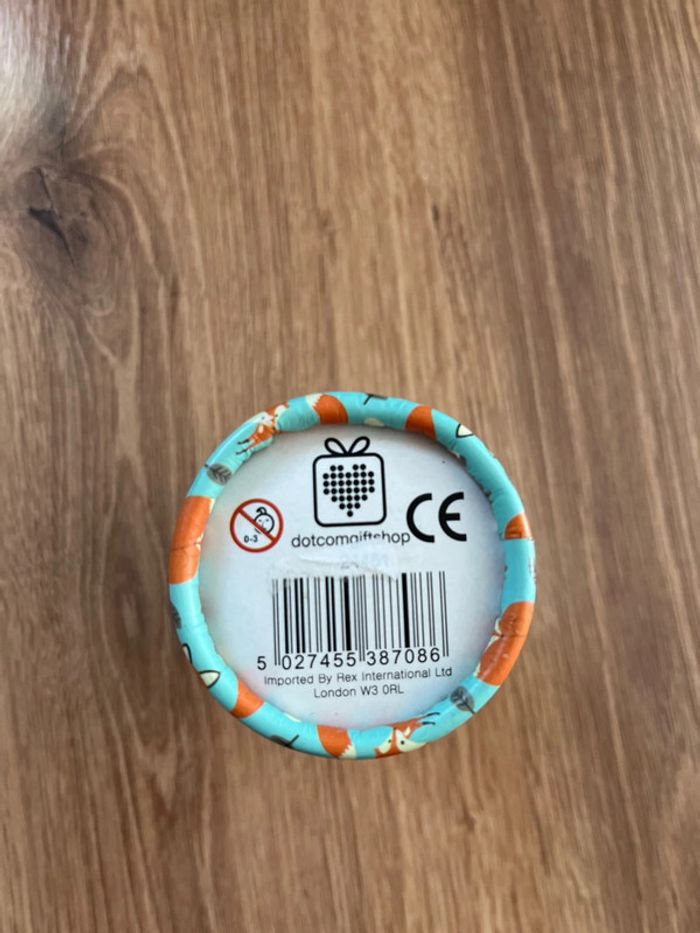 0-3
CE
dotcomgiftshop
5 027455 387086
Imported By Rex International Ltd
London W3 0RL